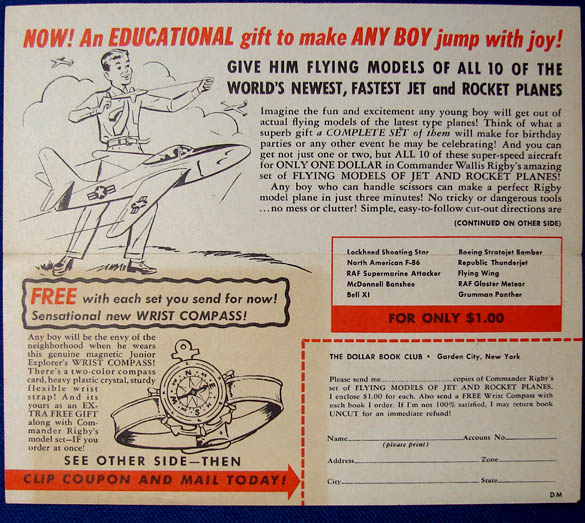 NOW! An EDUCATIONAL gift to make ANY BOY jump with joy!
GIVE HIM FLYING MODELS OF ALL 10 OF THE
WORLD'S NEWEST, FASTEST JET and ROCKET PLANES
Imagine the fun and excitement any young boy will get out of
actual flying models of the latest type planes! Think of what a
superb gift a COMPLETE SET of them will make for birthday
parties or any other event he may be celebrating! And you can
get not just one or two, but ALL 10 of these super-speed aircraft
for ONLY ONE DOLLAR in Commander Wallis Rigby's amazing
set of FLYING MODELS OF JET AND ROCKET PLANES!
Any boy who can handle scissors can make a perfect Rigby
model plane in just three minutes! No tricky or dangerous tools
...no mess or clutter! Simple, easy-to-follow cut-out directions are
(CONTINUED ON OTHER SIDE)
Lockheed Shooting Star
North American F-86
RAF Supermarine Attacker
McDonnell Banshee
Bell XI
Boeing Stratojet Bomber
Republic Thunderjet
Flying Wing
RAF Gloster Meteor
Grumman Panther
FOR ONLY $1.00
FREE with each set you send for now!
Sensational new WRIST COMPASS!
Any boy will be the envy of the
neighborhood when he wears
this genuine magnetic Junior
Explorer's WRIST COMPASS!
There's a two-color compass
card, heavy plastic crystal, sturdy
flexible wrist
strap! And its
yours as an EX-
TRA FREE GIFT
along with Com-
mander Rigby's
model set—IF you
order at once!
SEE OTHER SIDE—THEN
CLIP COUPON AND MAIL TODAY!
THE DOLLAR BOOK CLUB • Garden City, New York
Please send me copies of Commander Rigby's
set of FLYING MODELS OF JET AND ROCKET PLANES.
I enclose $1.00 for each. Also send a FREE Wrist Compass with
each book I order. If I'm not 100% satisfied, I may return book
UNCUT for an immediate refund!
Name Account No.
(please print)
Address Zone
City State
DM